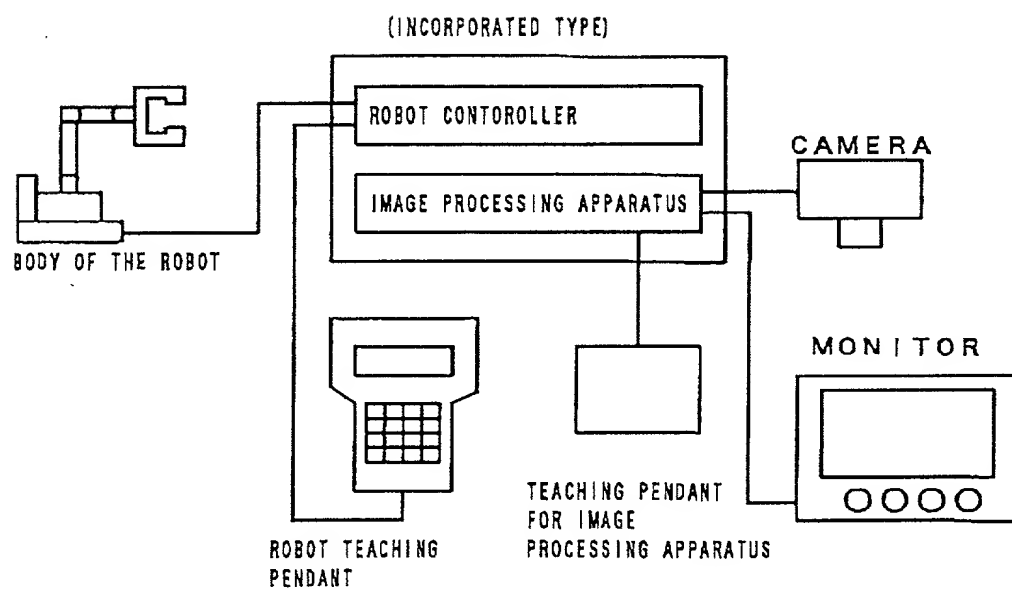 (INCORPORATED TYPE)
ROBOT CONTOROLLER
CAMERA
IMAGE PROCESSING APPARATUS
BODY OF THE ROBOT
MONITOR
TEACHING PENDANT
FOR IMAGE
PROCESSING APPARATUS
ROBOT TEACHING
PENDANT